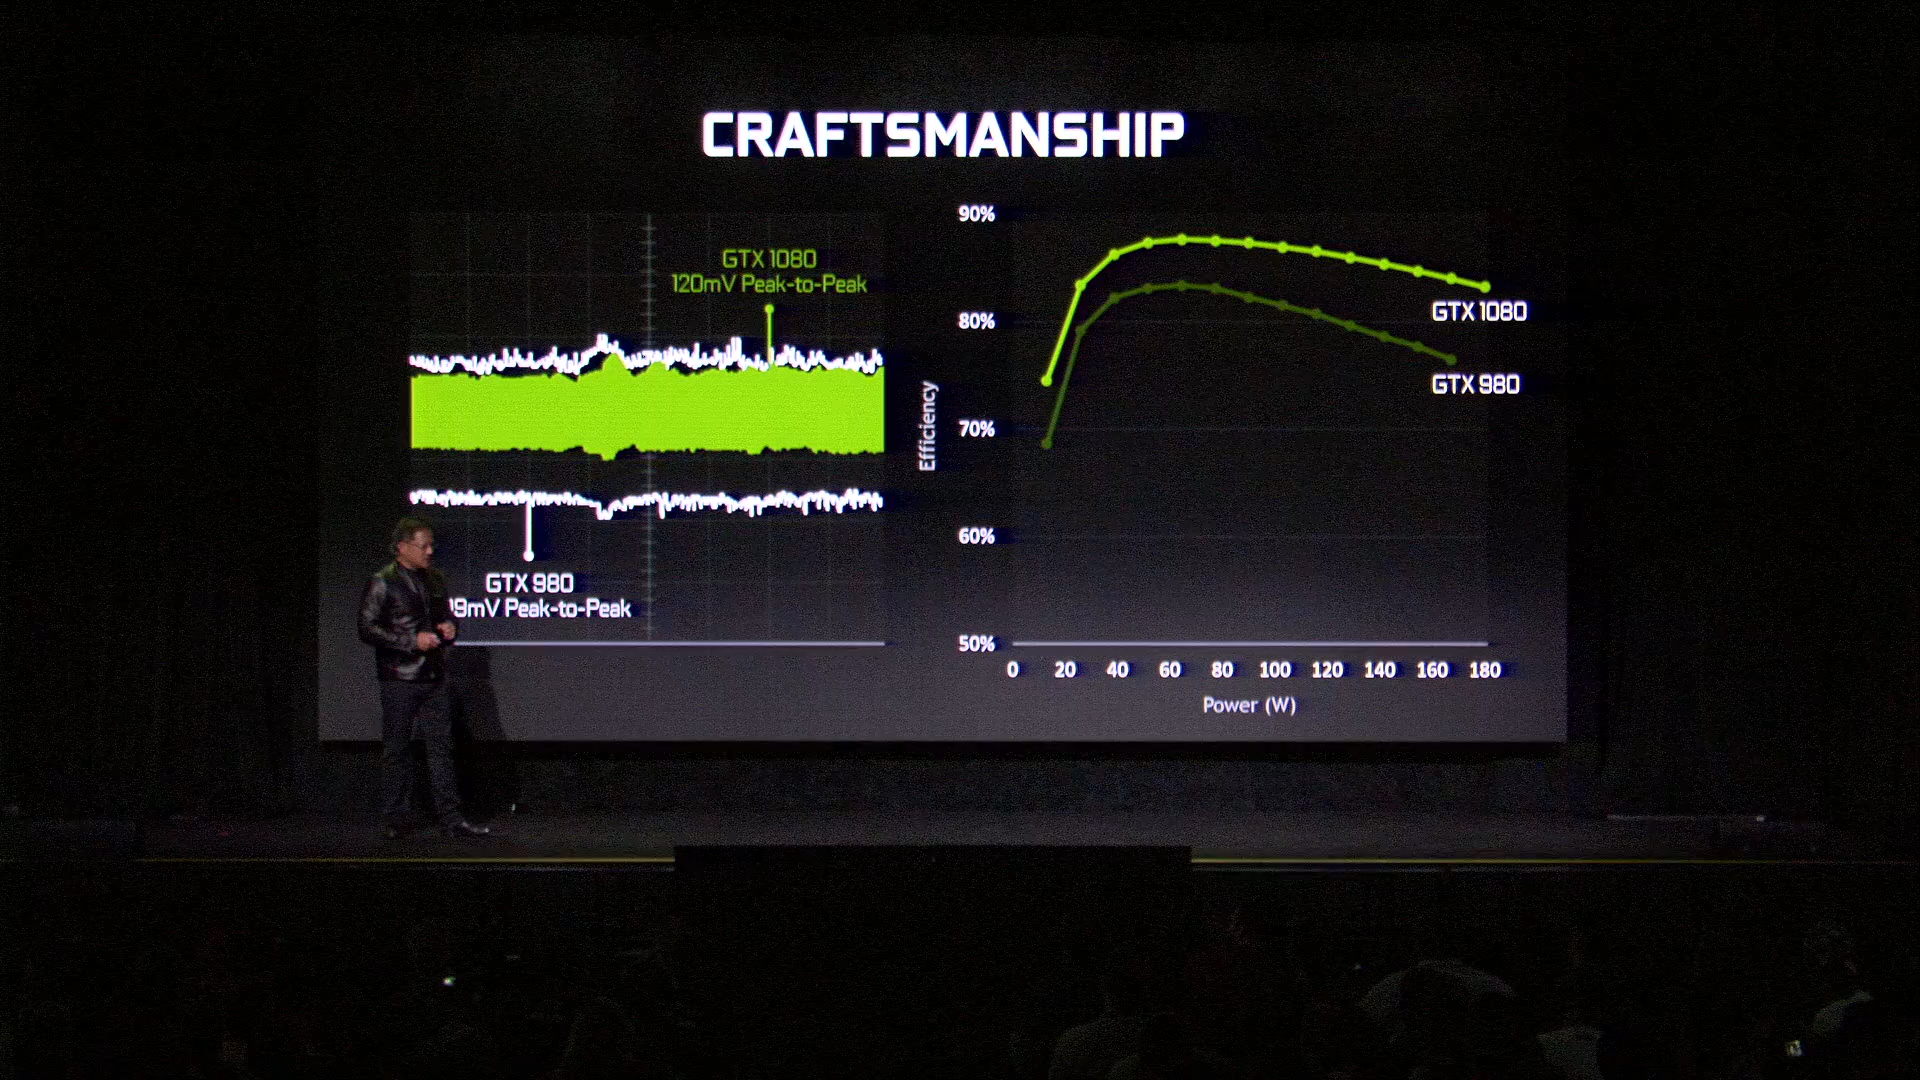 CRAFTSMANSHIP
GTX 1080
120mV Peak-to-Peak
GTX 980
Peak-to-Peak
Efficiency
90%
80%
70%
60%
50%
GTX 1080
GTX 980
0 20 40 60 80 100 120 140 160 180
Power (W)